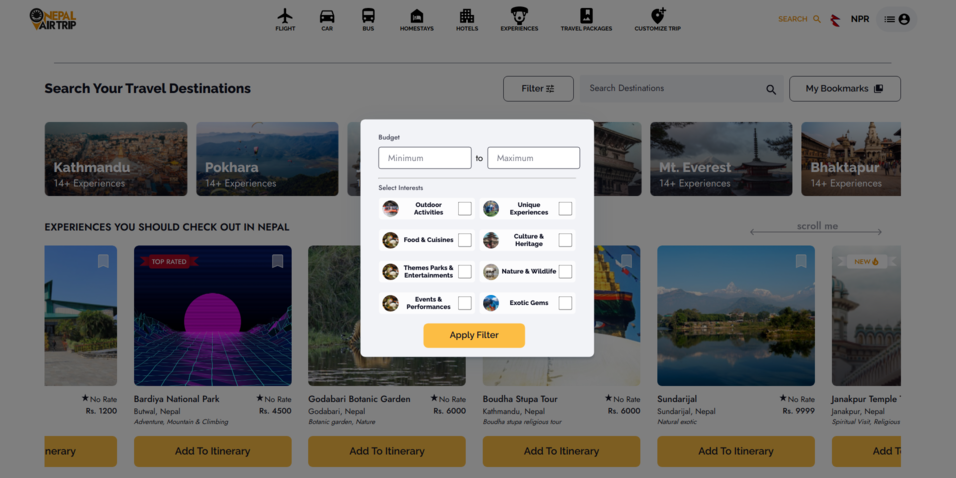 NEPAL
AIR TRIP
FLIGHT
CAR
BUS
HOMESTAYS
HOTELS
EXPERIENCES
TRAVEL PACKAGES
CUSTOMIZE TRIP
SEARCH
NPR
Search Your Travel Destinations
Filter
Search Destinations
My Bookmarks
Kathmandu
14+ Experiences
Pokhara
14+ Experiences
Mt. Everest
14+ Experiences
Bhaktapur
14+ Experiences
Budget
Minimum to Maximum
Select Interests
Outdoor
Activities
Unique
Experiences
Food & Cuisines
Culture &
Heritage
Themes Parks &
Entertainments
Nature & Wildlife
Events &
Performances
Exotic Gems
Apply Filter
EXPERIENCES YOU SHOULD CHECK OUT IN NEPAL
scroll me
No Rate
Rs. 1200
nerary
TOP RATED
Bardiya National Park No Rate
Butwal, Nepal Rs. 4500
Adventure, Mountain & Climbing
Add To Itinerary
Godabari Botanic Garden No Rate
Godabari, Nepal Rs. 6000
Botanic garden, Nature
Add To Itinerary
Boudha Stupa Tour No Rate
Kathmandu, Nepal Rs. 6000
Boudha stupa religious tour
Add To Itinerary
Sundarijal No Rate
Sundarijal, Nepal Rs. 9999
Natural exotic
Add To Itinerary
NEW
Janakpur Temple T
Janakpur, Nepal
Spiritual Visit, Religious
Add To